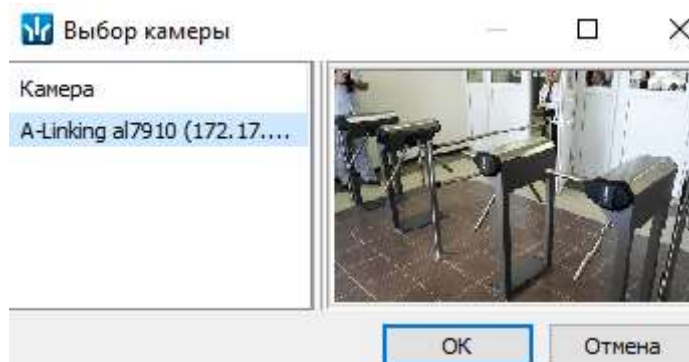 Выбор камеры
Камера
A-Linking al7910 (172.17....
OK
Отмена